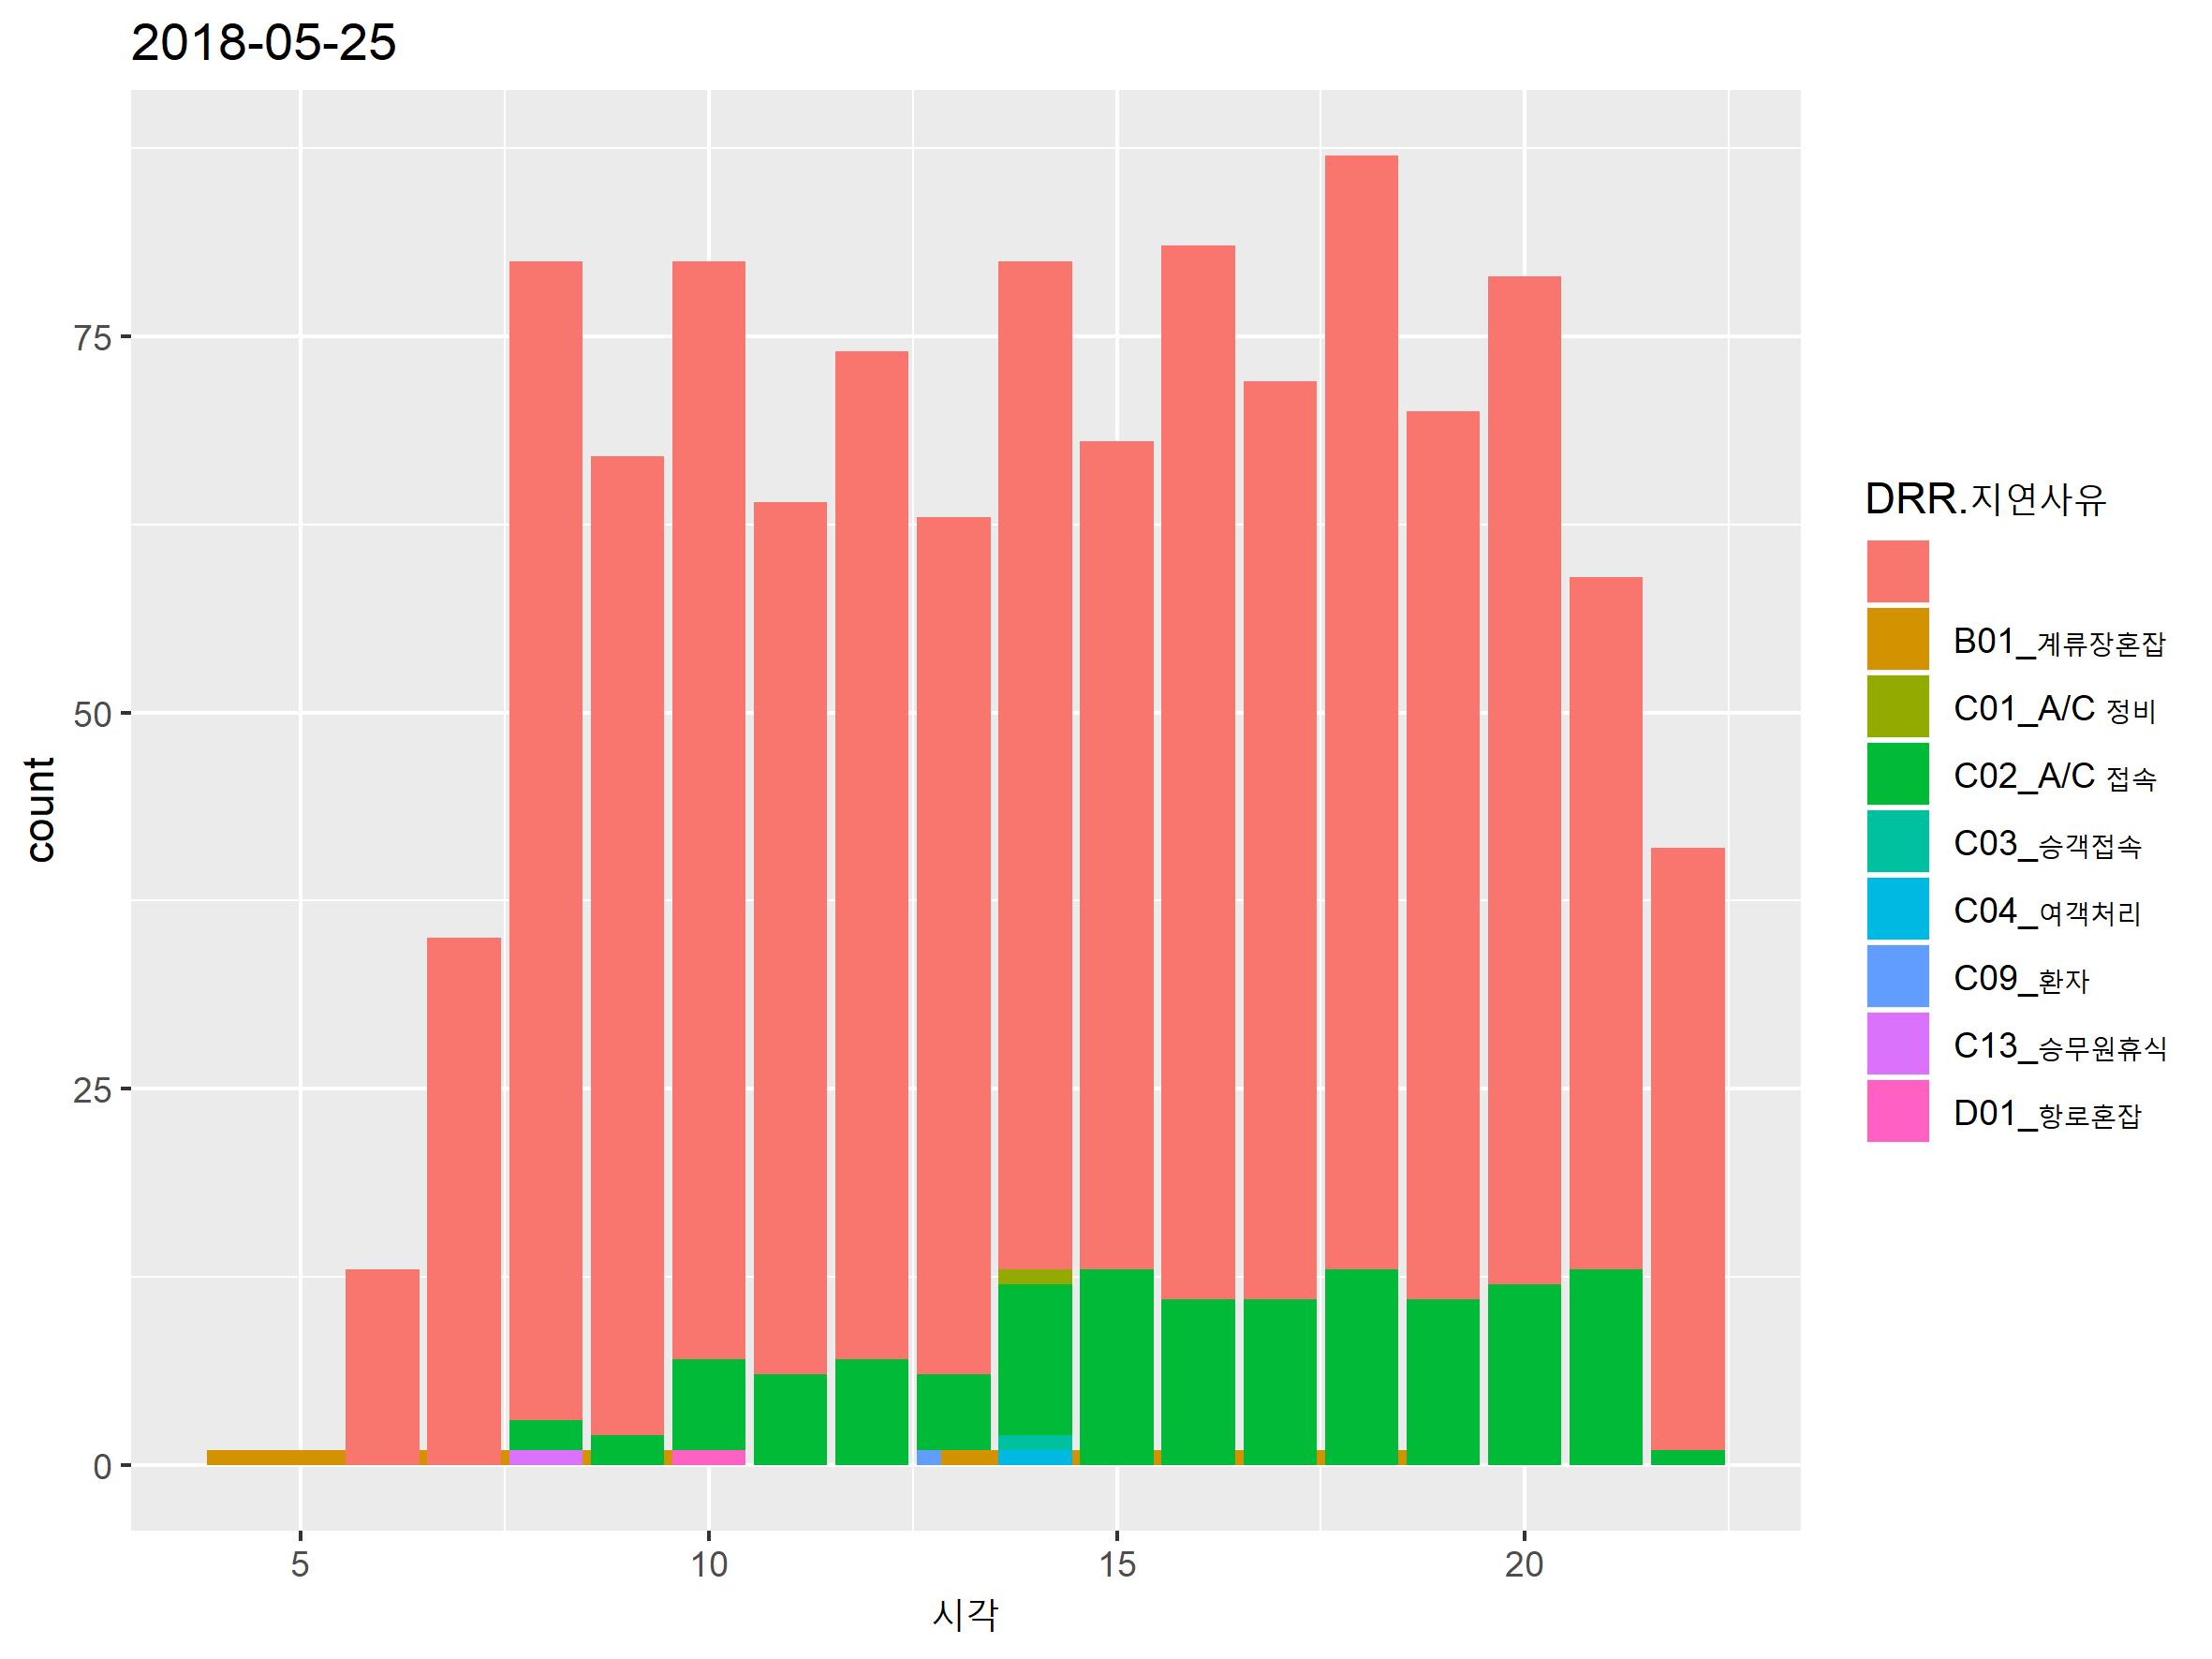 2018-05-25
75
50
25
0
count
5 10 15 20
시각
DRR.지연사유
B01_계류장혼잡
C01_A/C 정비
C02_A/C 접속
C03_승객접속
C04_여객처리
C09_환자
C13_승무원휴식
D01_항로혼잡